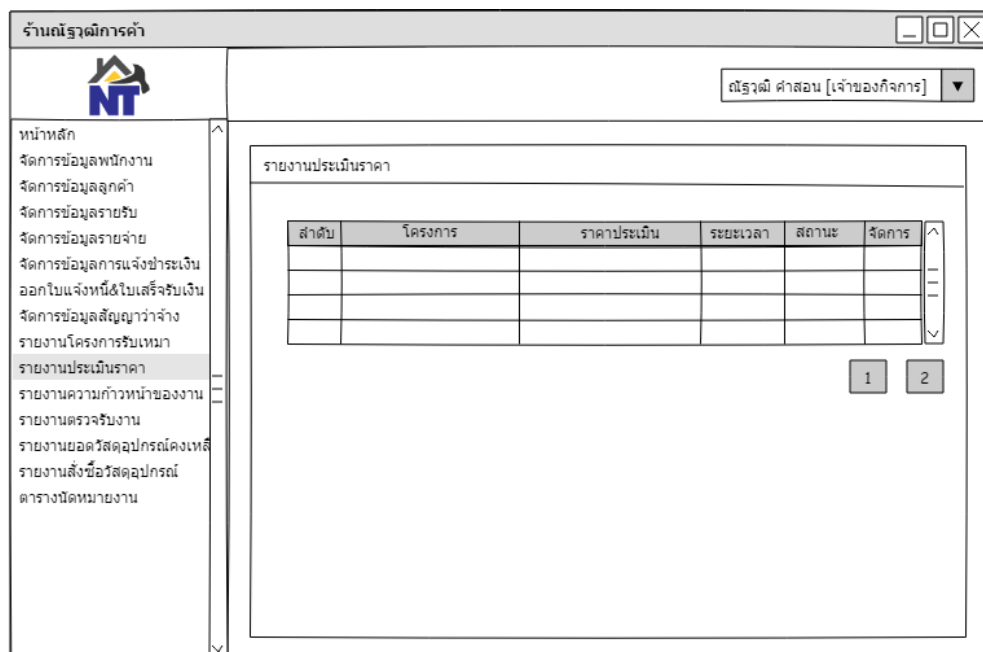 ร้านณัฐวุฒิการค้า
NT
ณัฐวุฒิ คำสอน [เจ้าของกิจการ]
หน้าหลัก
จัดการข้อมูลพนักงาน
จัดการข้อมูลลูกค้า
จัดการข้อมูลรายรับ
จัดการข้อมูลรายจ่าย
จัดการข้อมูลการแจ้งชำระเงิน
ออกใบแจ้งหนี้&ใบเสร็จรับเงิน
จัดการข้อมูลสัญญาว่าจ้าง
รายงานโครงการรับเหมา
รายงานประเมินราคา
รายงานความก้าวหน้าของงาน
รายงานตรวจรับงาน
รายงานยอดวัสดุอุปกรณ์คงเหลื
รายงานสั่งซื้อวัสดุอุปกรณ์
ตารางนัดหมายงาน
รายงานประเมินราคา
ลำดับ โครงการ ราคาประเมิน ระยะเวลา สถานะ จัดการ
1 2